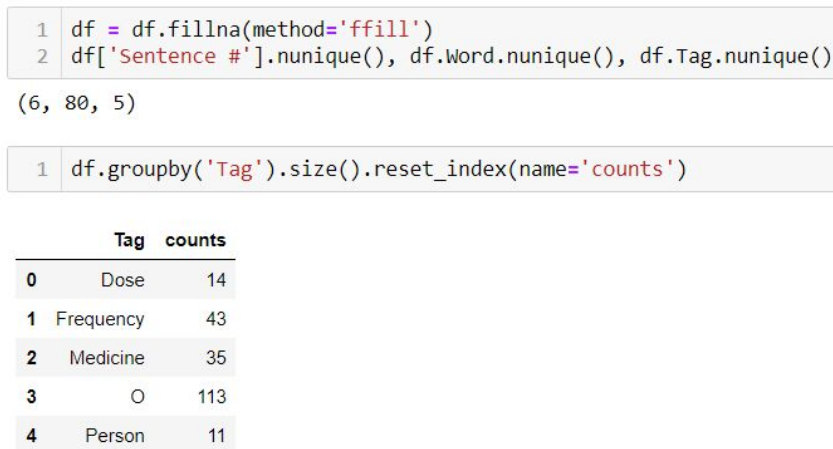 1 df = df.fillna(method='ffill')
2 df['Sentence #'].nunique(), df.Word.nunique(), df.Tag.nunique()
(6, 80, 5)
1 df.groupby('Tag').size().reset_index(name='counts')
Tag counts
0 Dose 14
1 Frequency 43
2 Medicine 35
3 O 113
4 Person 11